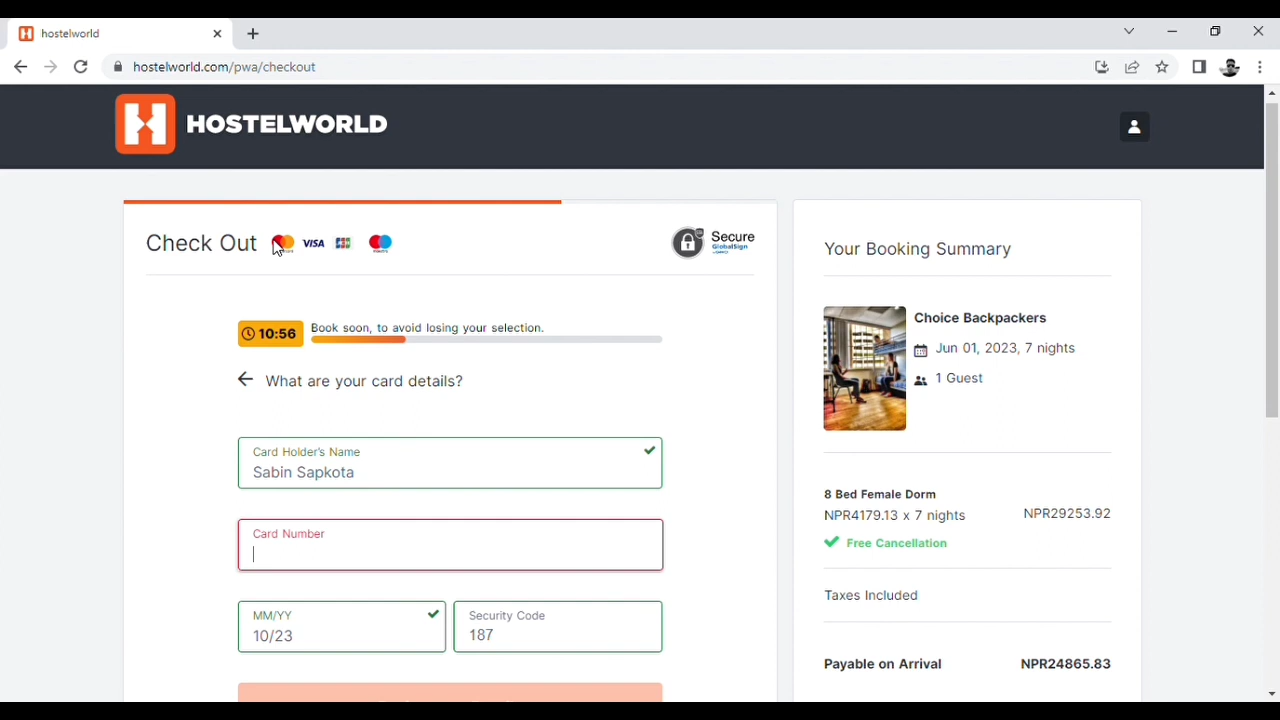 hostelworld
hostelworld.com/pwa/checkout
HOSTELWORLD
Check Out
VISA
JCB
Secure
GlobalSign
10:56
Book soon, to avoid losing your selection.
What are your card details?
Card Holder's Name
Sabin Sapkota
Card Number
MM/YY
10/23
Security Code
187
Your Booking Summary
Choice Backpackers
Jun 01, 2023, 7 nights
1 Guest
8 Bed Female Dorm
NPR4179.13 x 7 nights
NPR29253.92
Free Cancellation
Taxes Included
Payable on Arrival
NPR24865.83